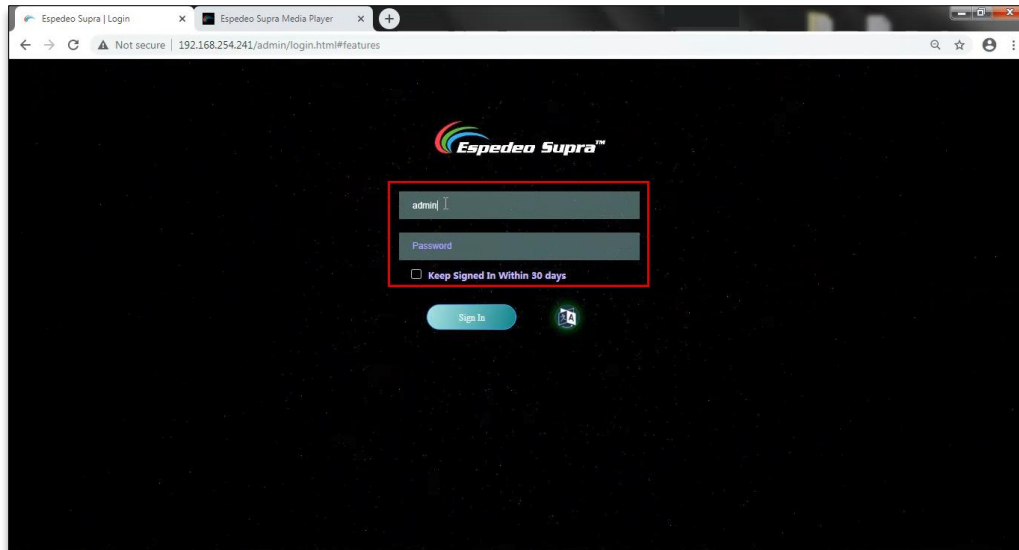 Espedeo Supra | Login
Espedeo Supra Media Player
Not secure | 192.168.254.241/admin/login.html#features
Espedeo Supra™
admin
Password
Keep Signed In Within 30 days
Sign In